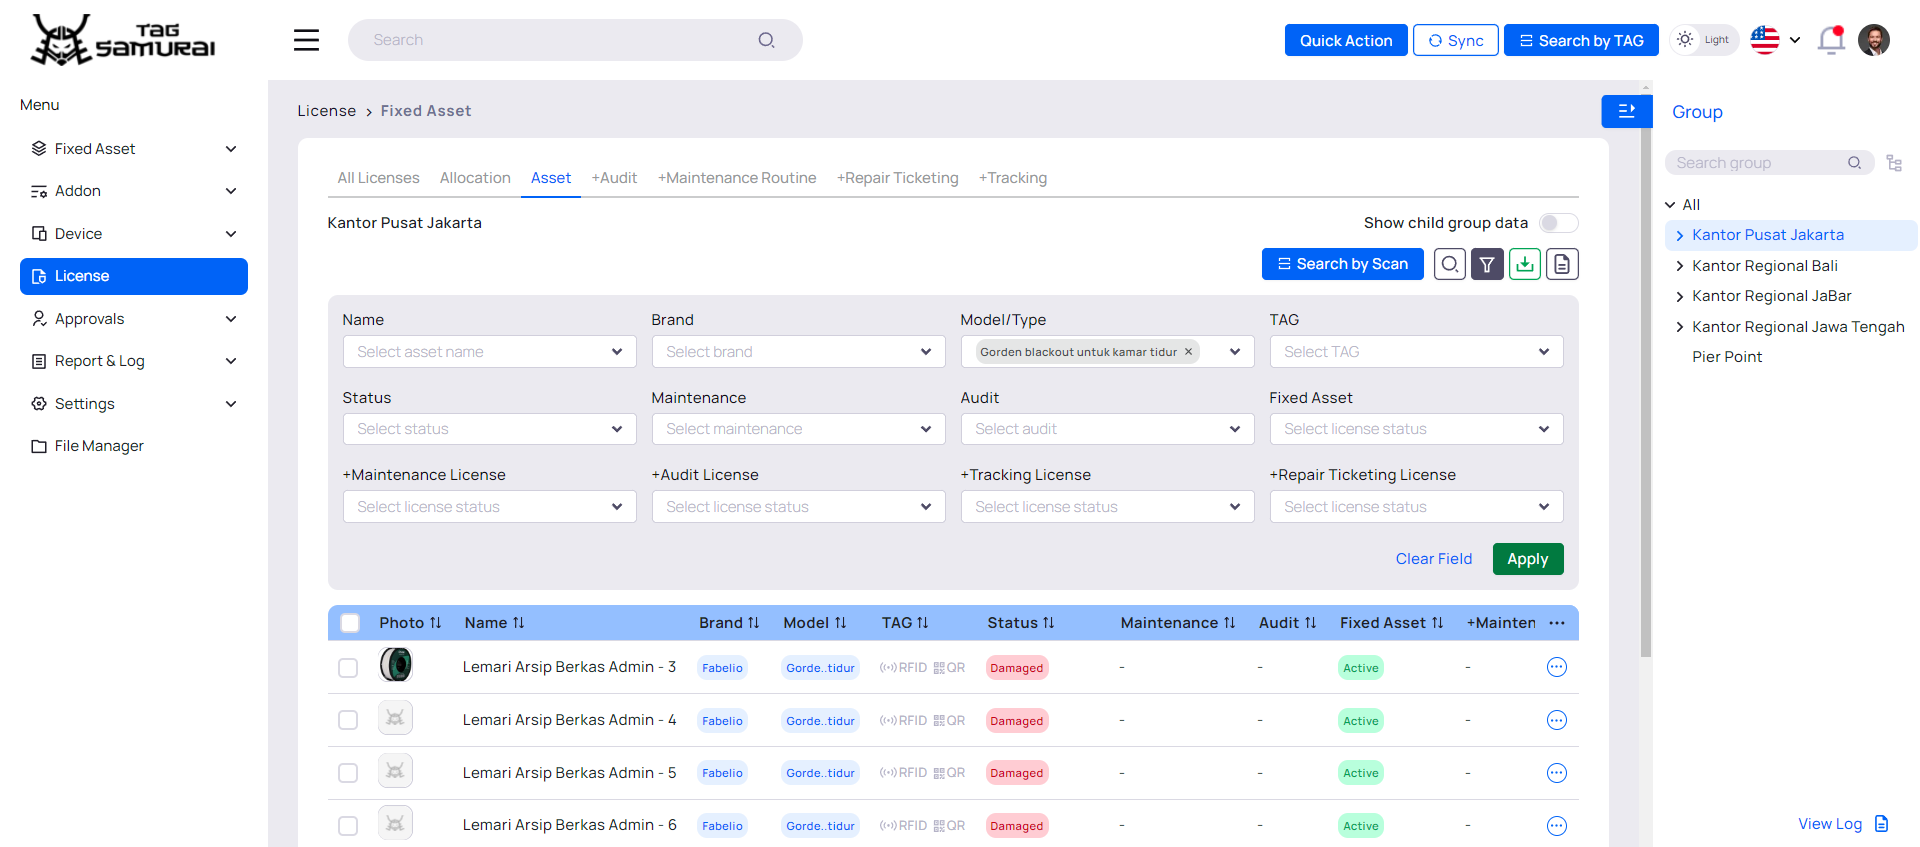 TAG SAMURAI
Search
Quick Action
Sync
Search by TAG
Light
Menu
Fixed Asset
Addon
Device
License
Approvals
Report & Log
Settings
File Manager
License > Fixed Asset
All Licenses Allocation Asset +Audit +Maintenance Routine +Repair Ticketing +Tracking
Kantor Pusat Jakarta
Show child group data
Search by Scan
Name Brand Model/Type TAG
Select asset name Select brand Gorden blackout untuk kamar tidur Select TAG
Status Maintenance Audit Fixed Asset
Select status Select maintenance Select audit Select license status
+Maintenance License +Audit License +Tracking License +Repair Ticketing License
Select license status Select license status Select license status Select license status
Clear Field Apply
Photo Name Brand Model TAG Status Maintenance Audit Fixed Asset +Mainten
Lemari Arsip Berkas Admin - 3 Fabelio Gorde..tidur RFID QR Damaged - - Active -
Lemari Arsip Berkas Admin - 4 Fabelio Gorde..tidur RFID QR Damaged - - Active -
Lemari Arsip Berkas Admin - 5 Fabelio Gorde..tidur RFID QR Damaged - - Active -
Lemari Arsip Berkas Admin - 6 Fabelio Gorde..tidur RFID QR Damaged - - Active -
Group
Search group
All
Kantor Pusat Jakarta
Kantor Regional Bali
Kantor Regional JaBar
Kantor Regional Jawa Tengah
Pier Point
View Log